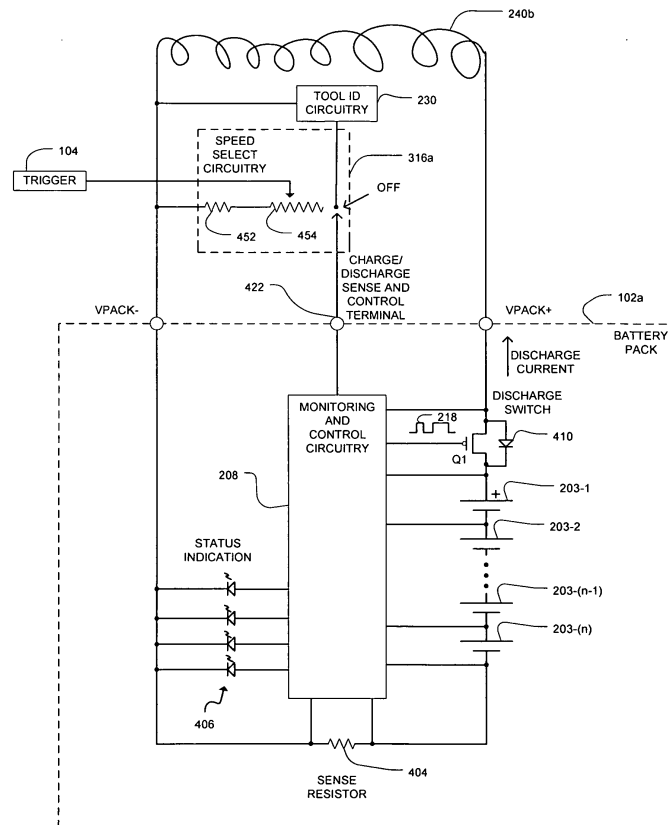 240b
TOOL ID
CIRCUITRY
230
SPEED
SELECT
CIRCUITRY
316a
104
TRIGGER
OFF
452
454
CHARGE/
DISCHARGE
SENSE AND
CONTROL
TERMINAL
422
VPACK-
VPACK+
102a
BATTERY
PACK
DISCHARGE
CURRENT
DISCHARGE
SWITCH
MONITORING
AND
CONTROL
CIRCUITRY
218
410
Q1
208
+
203-1
203-2
STATUS
INDICATION
203-(n-1)
203-(n)
406
404
SENSE
RESISTOR